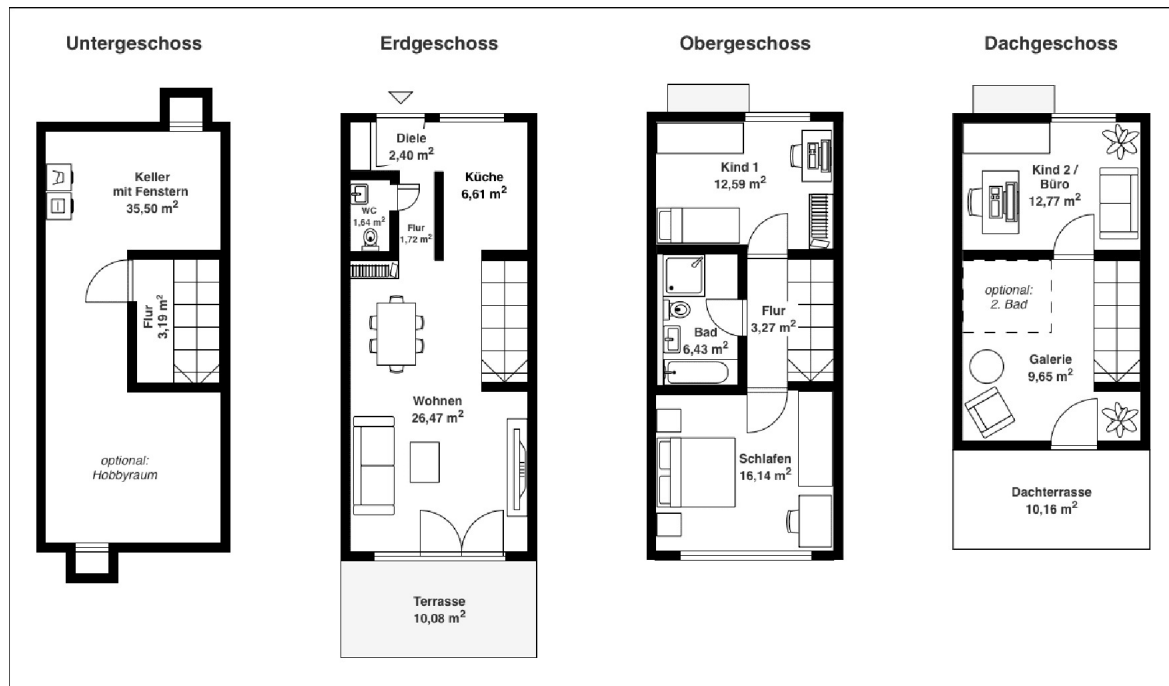 Untergeschoss
Erdgeschoss
Obergeschoss
Dachgeschoss
Keller
mit Fenstern
35,50 m²
Flur
3,19 m²
optional:
Hobbyraum
Diele
2,40 m²
Küche
6,61 m²
WC
1,64 m²
Flur
1,72 m²
Wohnen
26,47 m²
Terrasse
10,08 m²
Kind 1
12,59 m²
Bad
6,43 m²
Flur
3,27 m²
Schlafen
16,14 m²
Kind 2 /
Büro
12,77 m²
optional:
2. Bad
Galerie
9,65 m²
Dachterrasse
10,16 m²